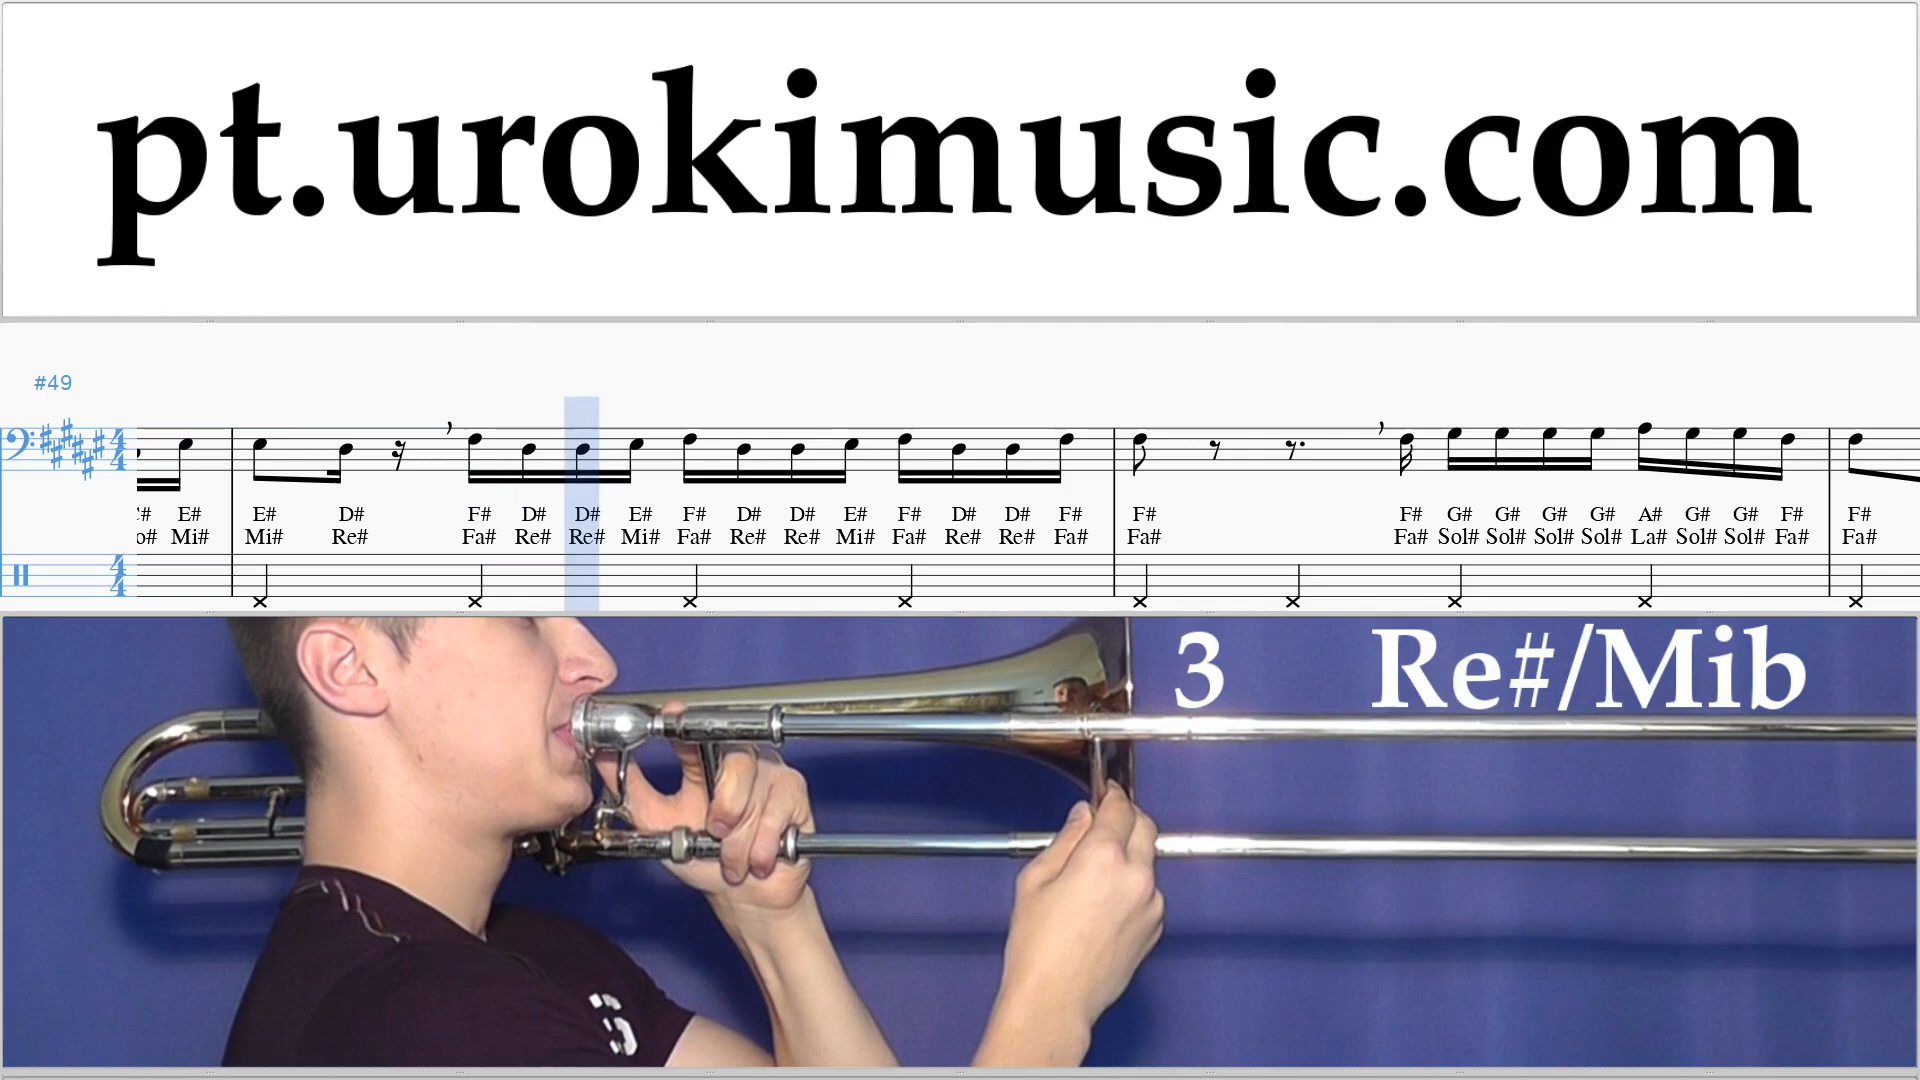 pt.urokimusic.com
#49
E# E# D# F# D# D# E# F# D# D# E# F# D# D# F# F# F# G# G# G# G# A# G# G# F# F#
Mi# Mi# Re# Fa# Re# Re# Mi# Fa# Re# Re# Mi# Fa# Re# Re# Fa# Fa# Fa# Sol# Sol# Sol# Sol# La# Sol# Sol# Fa# Fa#
3 Re#/Mib